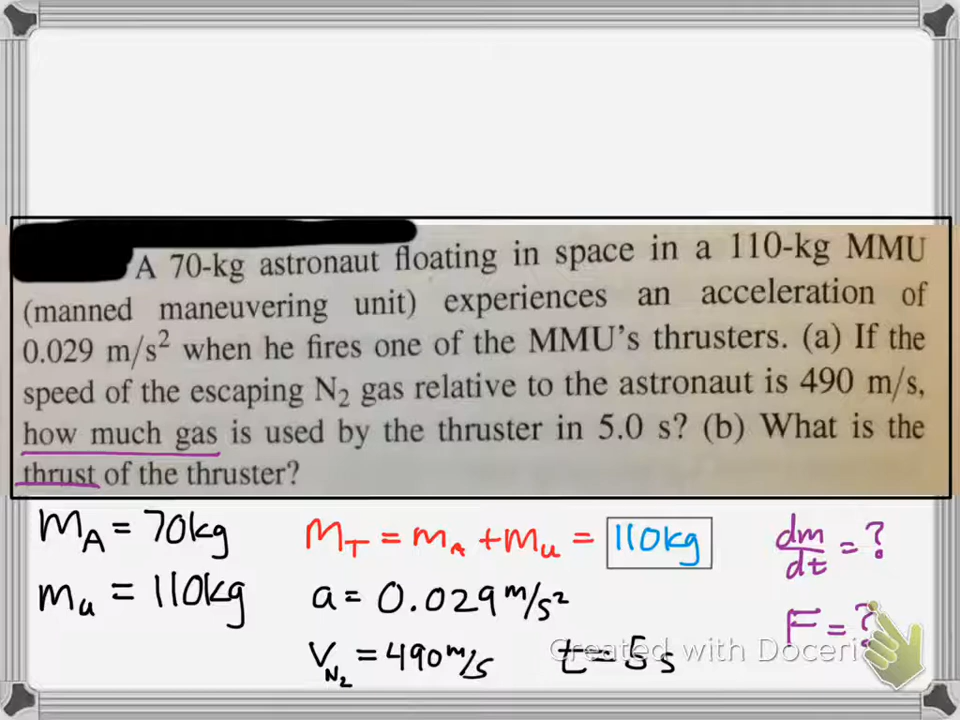 A 70-kg astronaut floating in space in a 110-kg MMU
(manned maneuvering unit) experiences an acceleration of
0.029 m/s² when he fires one of the MMU's thrusters. (a) If the
speed of the escaping N₂ gas relative to the astronaut is 490 m/s,
how much gas is used by the thruster in 5.0 s? (b) What is the
thrust of the thruster?
m_A = 70kg
m_u = 110kg
m_T = m_A + m_u = 110kg
a = 0.029 m/s²
V_N₂ = 490 m/s
t = 5 s
dm/dt = ?
F = ?
Created with Doceri